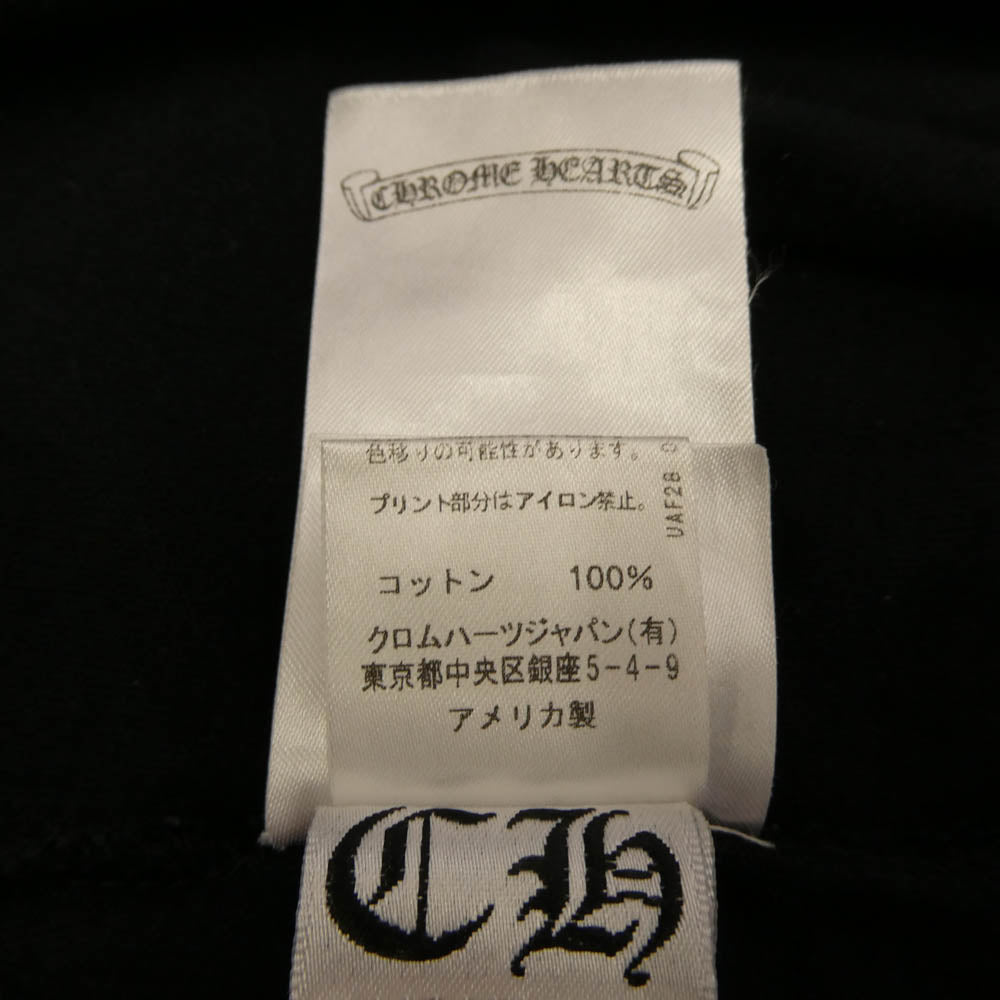 CHROME HEARTS
色移りの可能性があります。
プリント部分はアイロン禁止。
UAF28
コットン 100%
クロムハーツジャパン(有)
東京都中央区銀座5-4-9
アメリカ製
CH